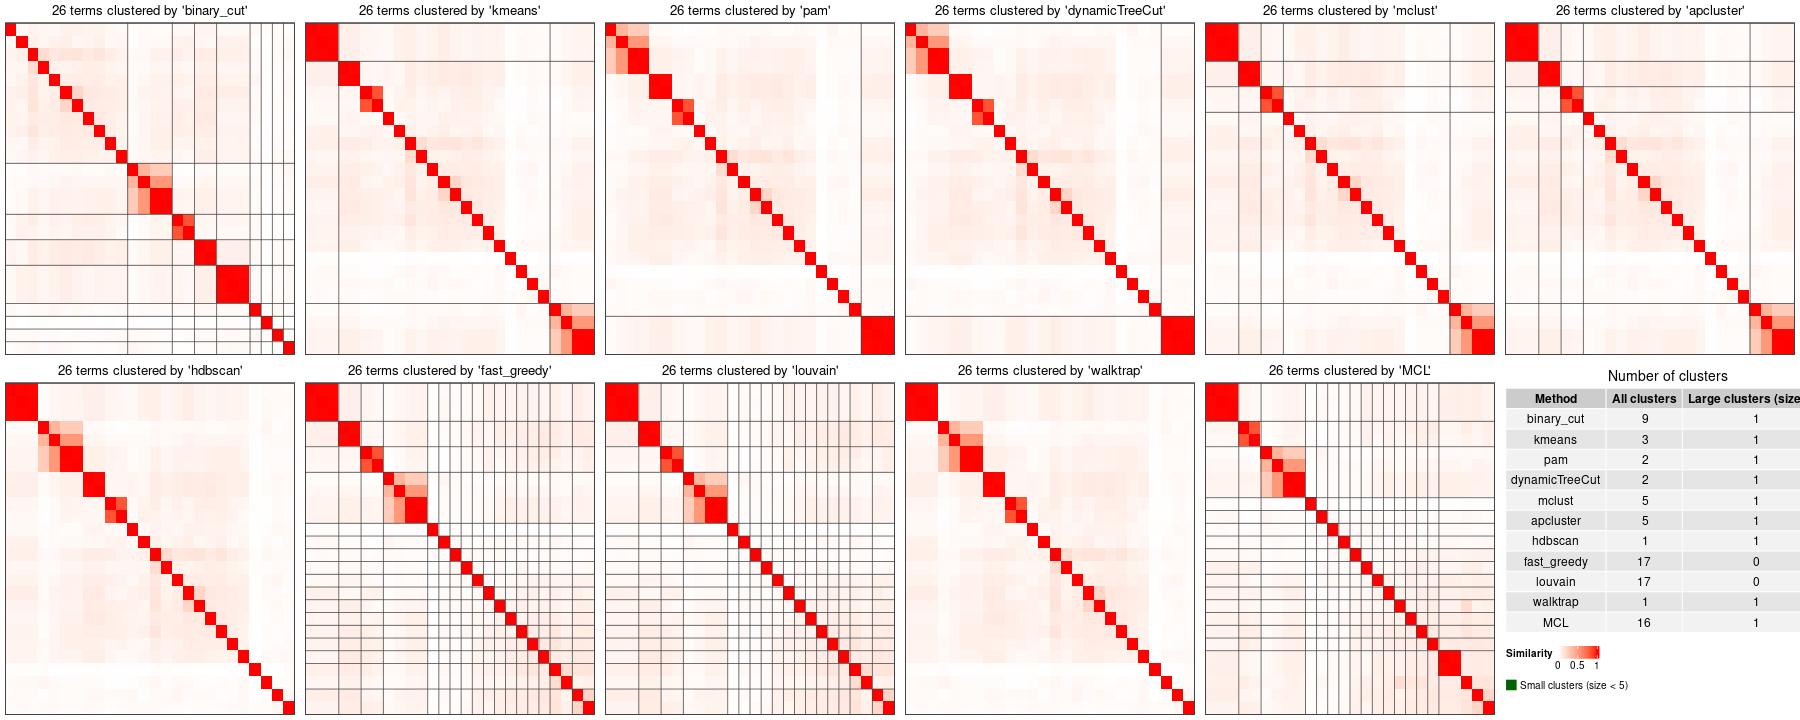 26 terms clustered by 'binary_cut'
26 terms clustered by 'kmeans'
26 terms clustered by 'pam'
26 terms clustered by 'dynamicTreeCut'
26 terms clustered by 'mclust'
26 terms clustered by 'apcluster'
26 terms clustered by 'hdbscan'
26 terms clustered by 'fast_greedy'
26 terms clustered by 'louvain'
26 terms clustered by 'walktrap'
26 terms clustered by 'MCL'
Number of clusters
Method All clusters Large clusters (size
binary_cut 9 1
kmeans 3 1
pam 2 1
dynamicTreeCut 2 1
mclust 5 1
apcluster 5 1
hdbscan 1 1
fast_greedy 17 0
louvain 17 0
walktrap 1 1
MCL 16 1
Similarity
0 0.5 1
Small clusters (size < 5)